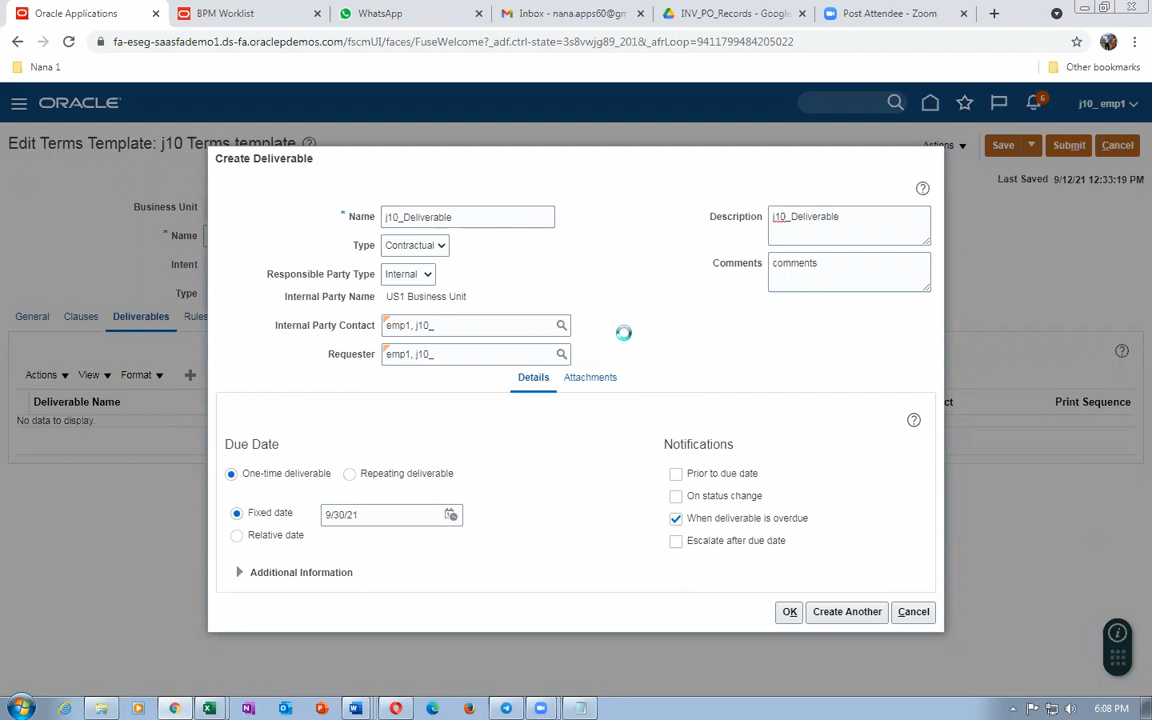 Oracle Applications
BPM Worklist
WhatsApp
Inbox - nana.apps60@gm
INV_PO_Records - Google
Post Attendee - Zoom
fa-eseg-saasfademo1.ds-fa.oraclepdemos.com/fscmUI/faces/FuseWelcome?_adf.ctrl-state=3s8vwjg89_201&_afrLoop=9411799484205022
Nana 1
Other bookmarks
ORACLE
6
j10_ emp1
Edit Terms Template: j10 Terms template
Actions
Save
Submit
Cancel
Last Saved 9/12/21 12:33:19 PM
Business Unit
* Name
Intent
Type
General
Clauses
Deliverables
Rules
Actions
View
Format
Deliverable Name
Print Sequence
No data to display.
Create Deliverable
* Name
j10_Deliverable
Description
j10_Deliverable
Type
Contractual
Comments
comments
Responsible Party Type
Internal
Internal Party Name
US1 Business Unit
Internal Party Contact
emp1, j10_
Requester
emp1, j10_
Details
Attachments
Due Date
Notifications
One-time deliverable
Repeating deliverable
Prior to due date
On status change
Fixed date
9/30/21
When deliverable is overdue
Relative date
Escalate after due date
Additional Information
OK
Create Another
Cancel
6:08 PM